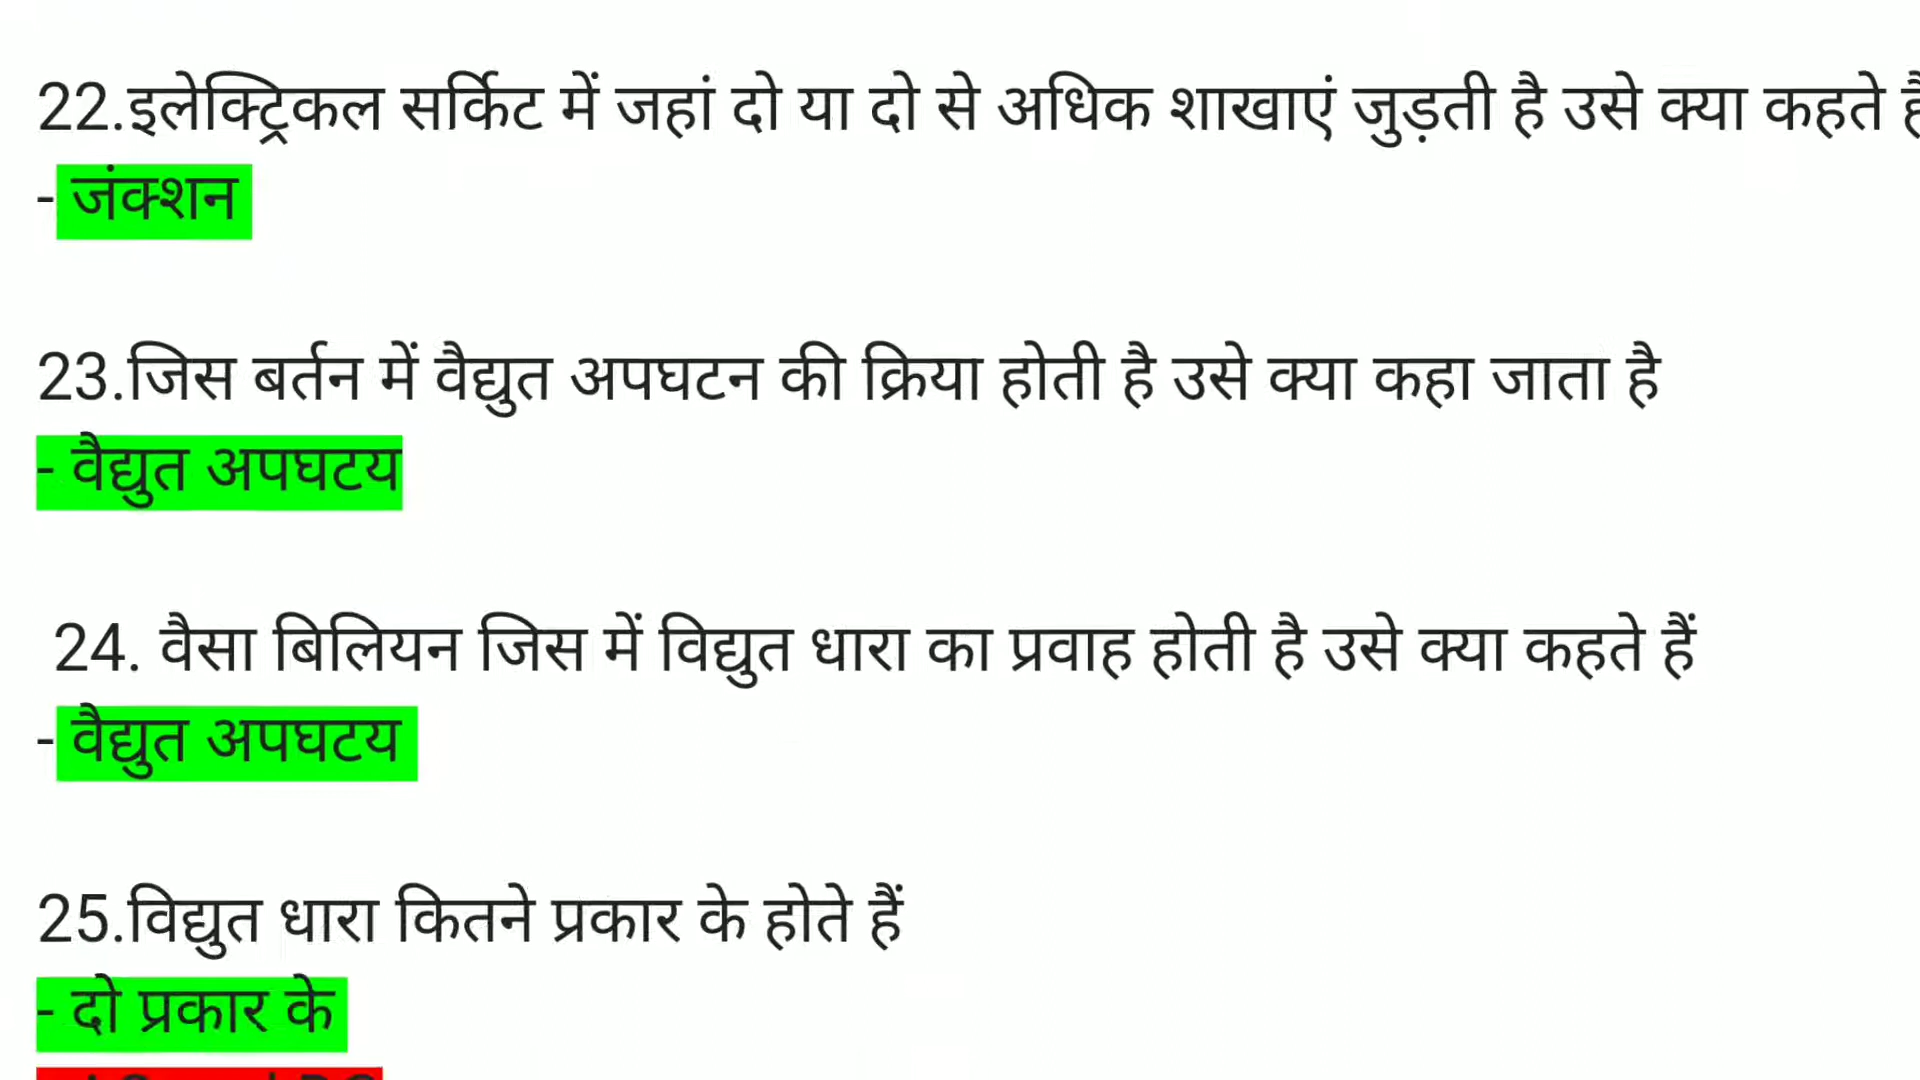 22.इलेक्ट्रिकल सर्किट में जहां दो या दो से अधिक शाखाएं जुड़ती है उसे क्या कहते
- जंक्शन
23.जिस बर्तन में वैद्युत अपघटन की क्रिया होती है उसे क्या कहा जाता है
- वैद्युत अपघटय
24. वैसा बिलियन जिस में विद्युत धारा का प्रवाह होती है उसे क्या कहते हैं
- वैद्युत अपघटय
25.विद्युत धारा कितने प्रकार के होते हैं
- दो प्रकार के